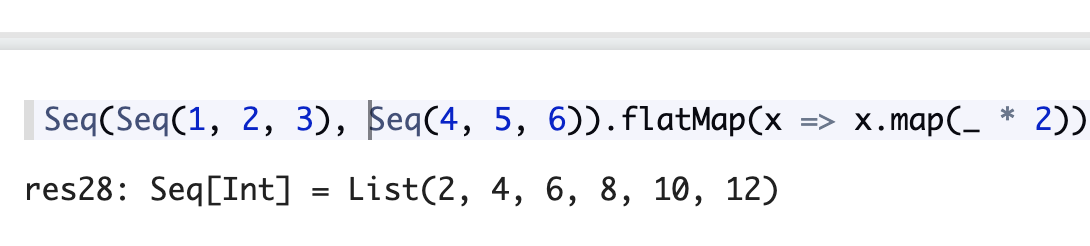 Seq(Seq(1, 2, 3), Seq(4, 5, 6)).flatMap(x => x.map(_ * 2))
res28: Seq[Int] = List(2, 4, 6, 8, 10, 12)